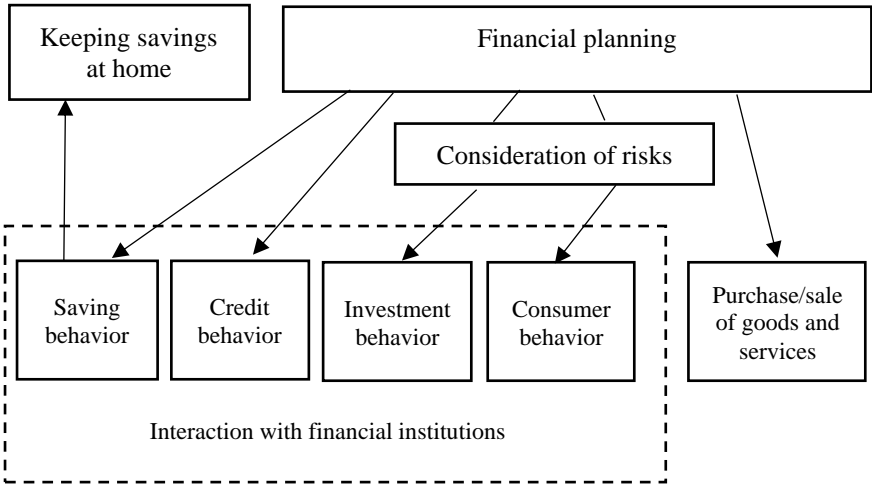 Keeping savings
at home
Financial planning
Consideration of risks
Saving
behavior
Credit
behavior
Investment
behavior
Consumer
behavior
Purchase/sale
of goods and
services
Interaction with financial institutions